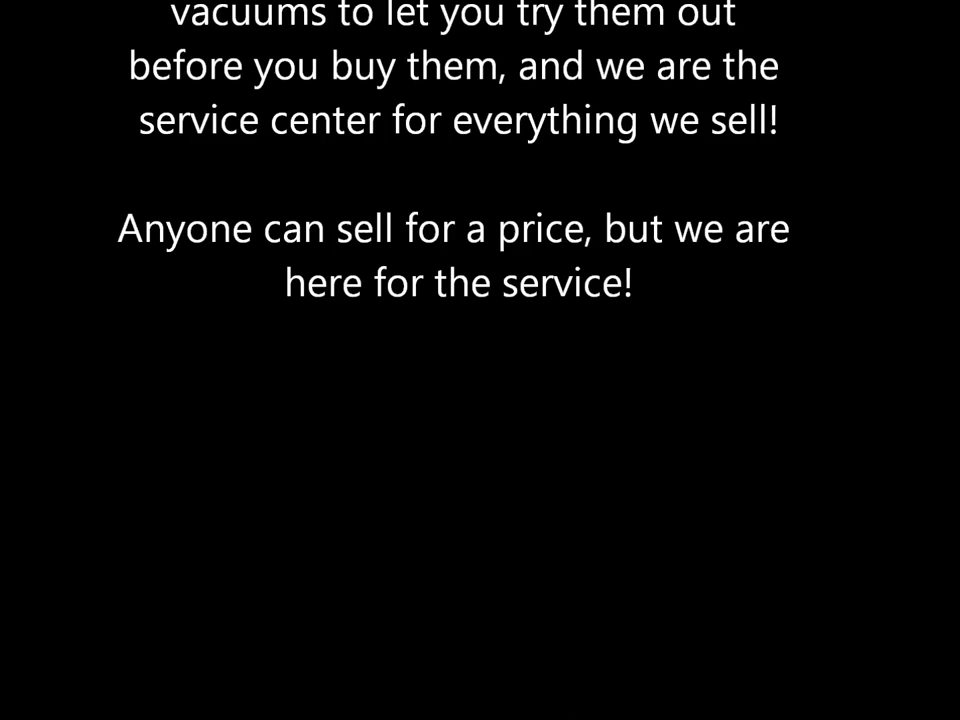 vacuums to let you try them out
before you buy them, and we are the
service center for everything we sell!
Anyone can sell for a price, but we are
here for the service!